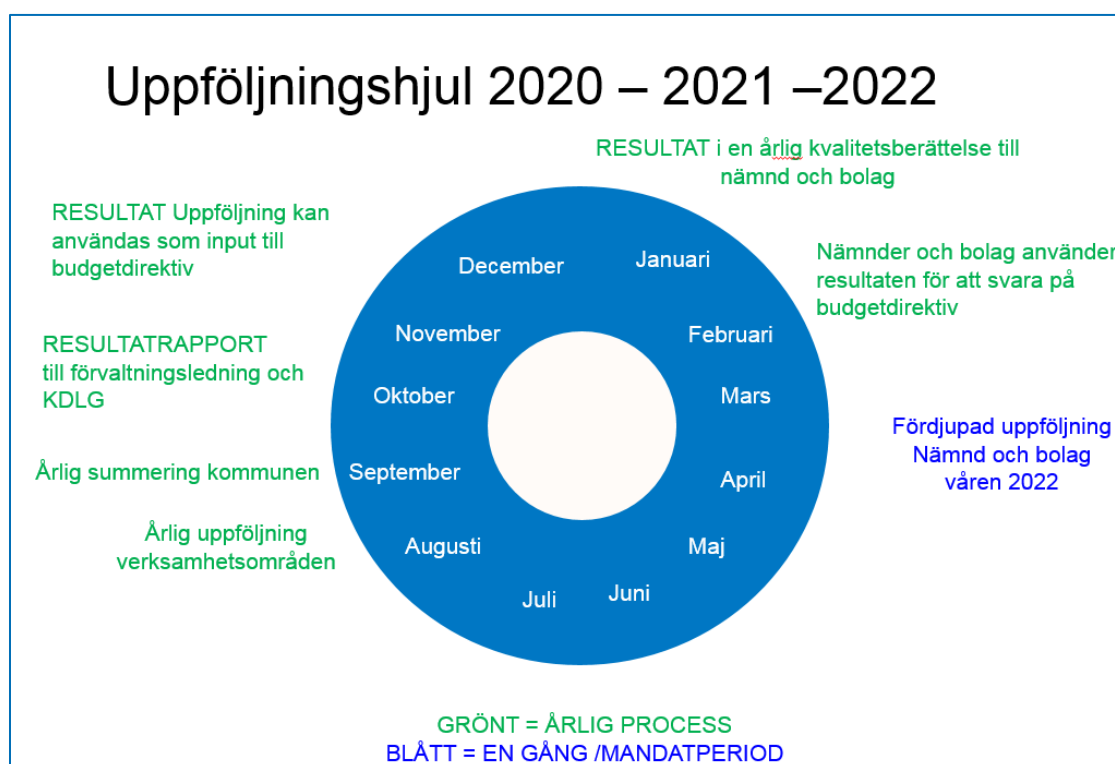 Uppföljningshjul 2020 – 2021 –2022
RESULTAT i en årlig kvalitetsberättelse till
nämnd och bolag
RESULTAT Uppföljning kan
användas som input till
budgetdirektiv
Nämnder och bolag använder
resultaten för att svara på
budgetdirektiv
RESULTATRAPPORT
till förvaltningsledning och
KDLG
Fördjupad uppföljning
Nämnd och bolag
våren 2022
Årlig summering kommunen
Årlig uppföljning
verksamhetsområden
Januari
Februari
Mars
April
Maj
Juni
Juli
Augusti
September
Oktober
November
December
GRÖNT = ÅRLIG PROCESS
BLÅTT = EN GÅNG /MANDATPERIOD